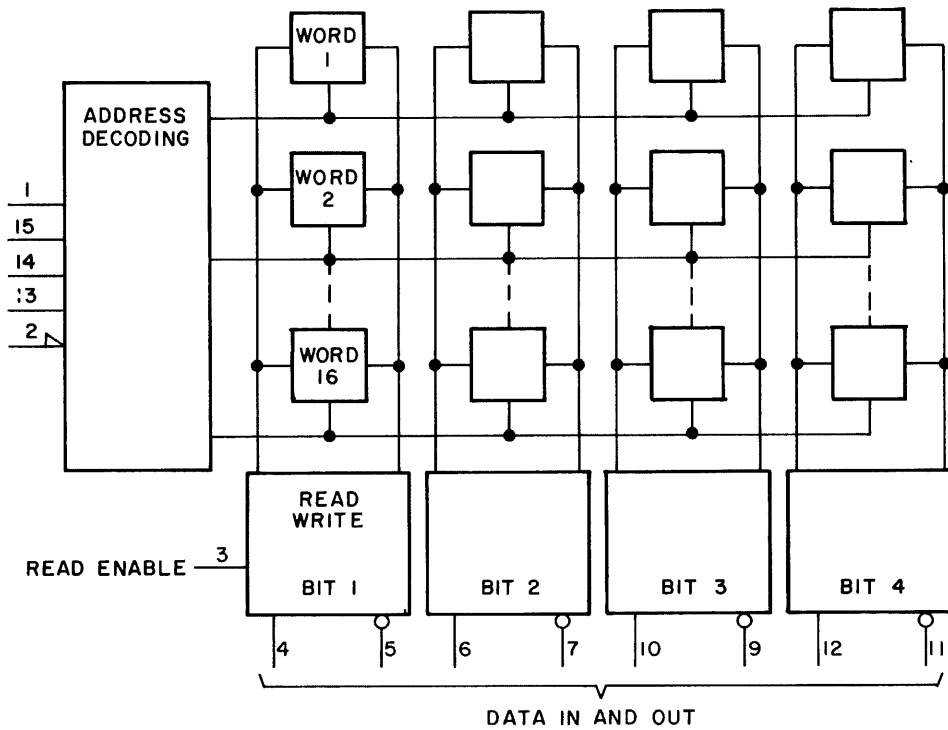 WORD
1
ADDRESS
DECODING
WORD
2
1
15
14
13
2
WORD
16
READ
WRITE
READ ENABLE 3
BIT 1
BIT 2
BIT 3
BIT 4
4
5
6
7
10
9
12
11
DATA IN AND OUT